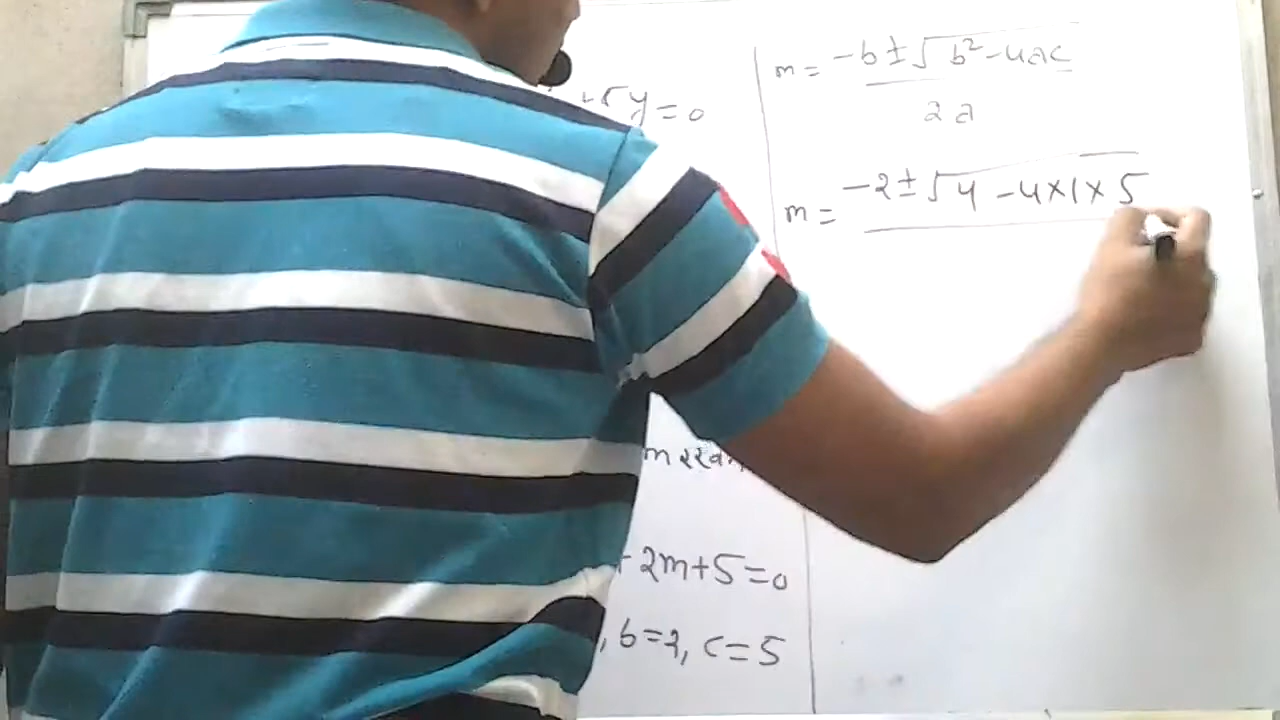 +5y=0
+2m+5=0
, b=2, c=5
m = -b±√b²-4ac
2a
m = -2±√4-4×1×5